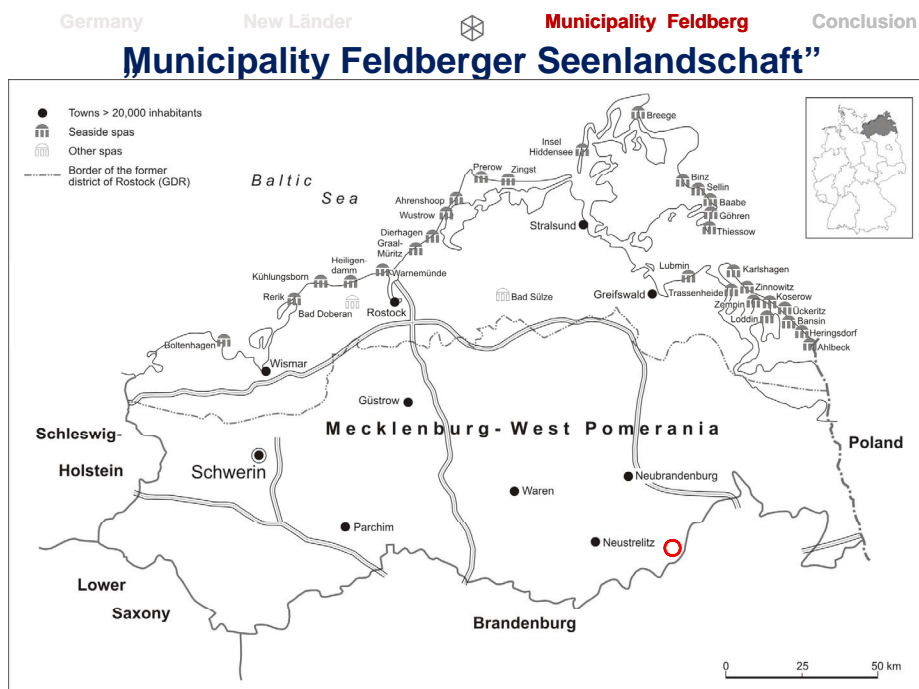 Germany New Länder Municipality Feldberg Conclusion
„Municipality Feldberger Seenlandschaft”
Towns > 20,000 inhabitants
Seaside spas
Other spas
Border of the former
district of Rostock (GDR)
Baltic
Sea
Breege
Insel
Hiddensee
Prerow
Zingst
Binz
Sellin
Baabe
Göhren
Thiessow
Ahrenshoop
Wustrow
Dierhagen
Graal-
Müritz
Stralsund
Heiligen-
damm
Warnemünde
Kühlungsborn
Rerik
Bad Doberan
Rostock
Bad Sülze
Lubmin
Karlshagen
Greifswald
Trassenheide
Zinnowitz
Zempin
Koserow
Ückeritz
Loddin
Bansin
Heringsdorf
Ahlbeck
Boltenhagen
Wismar
Güstrow
Mecklenburg-West Pomerania
Schleswig-
Holstein
Poland
Schwerin
Neubrandenburg
Waren
Parchim
Neustrelitz
Lower
Saxony
Brandenburg
0 25 50 km